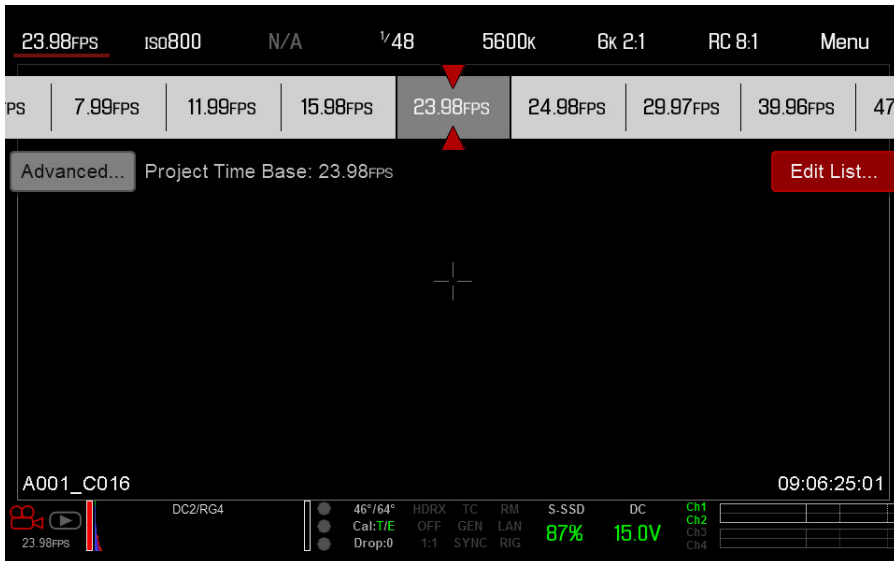 23.98FPS ISO800 N/A 1/48 5600K 6K 2:1 RC 8:1 Menu
PS 7.99FPS 11.99FPS 15.98FPS 23.98FPS 24.98FPS 29.97FPS 39.96FPS 47
Advanced... Project Time Base: 23.98FPS Edit List...
A001_C016 09:06:25:01
DC2/RG4 46°/64° HDRX TC RM S-SSD DC Ch1
Cal:T/E OFF GEN LAN 87% 15.0V Ch2
23.98FPS Drop:0 1:1 SYNC RIG Ch3
Ch4